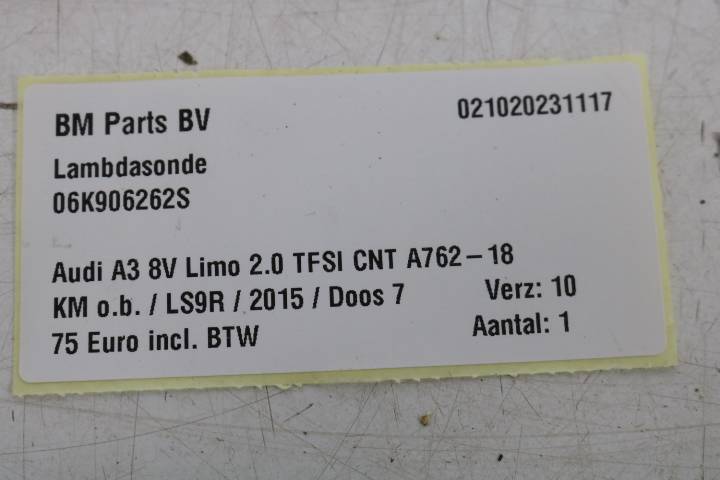 BM Parts BV 021020231117
Lambdasonde
06K906262S
Audi A3 8V Limo 2.0 TFSI CNT A762-18
KM o.b. / LS9R / 2015 / Doos 7 Verz: 10
75 Euro incl. BTW Aantal: 1